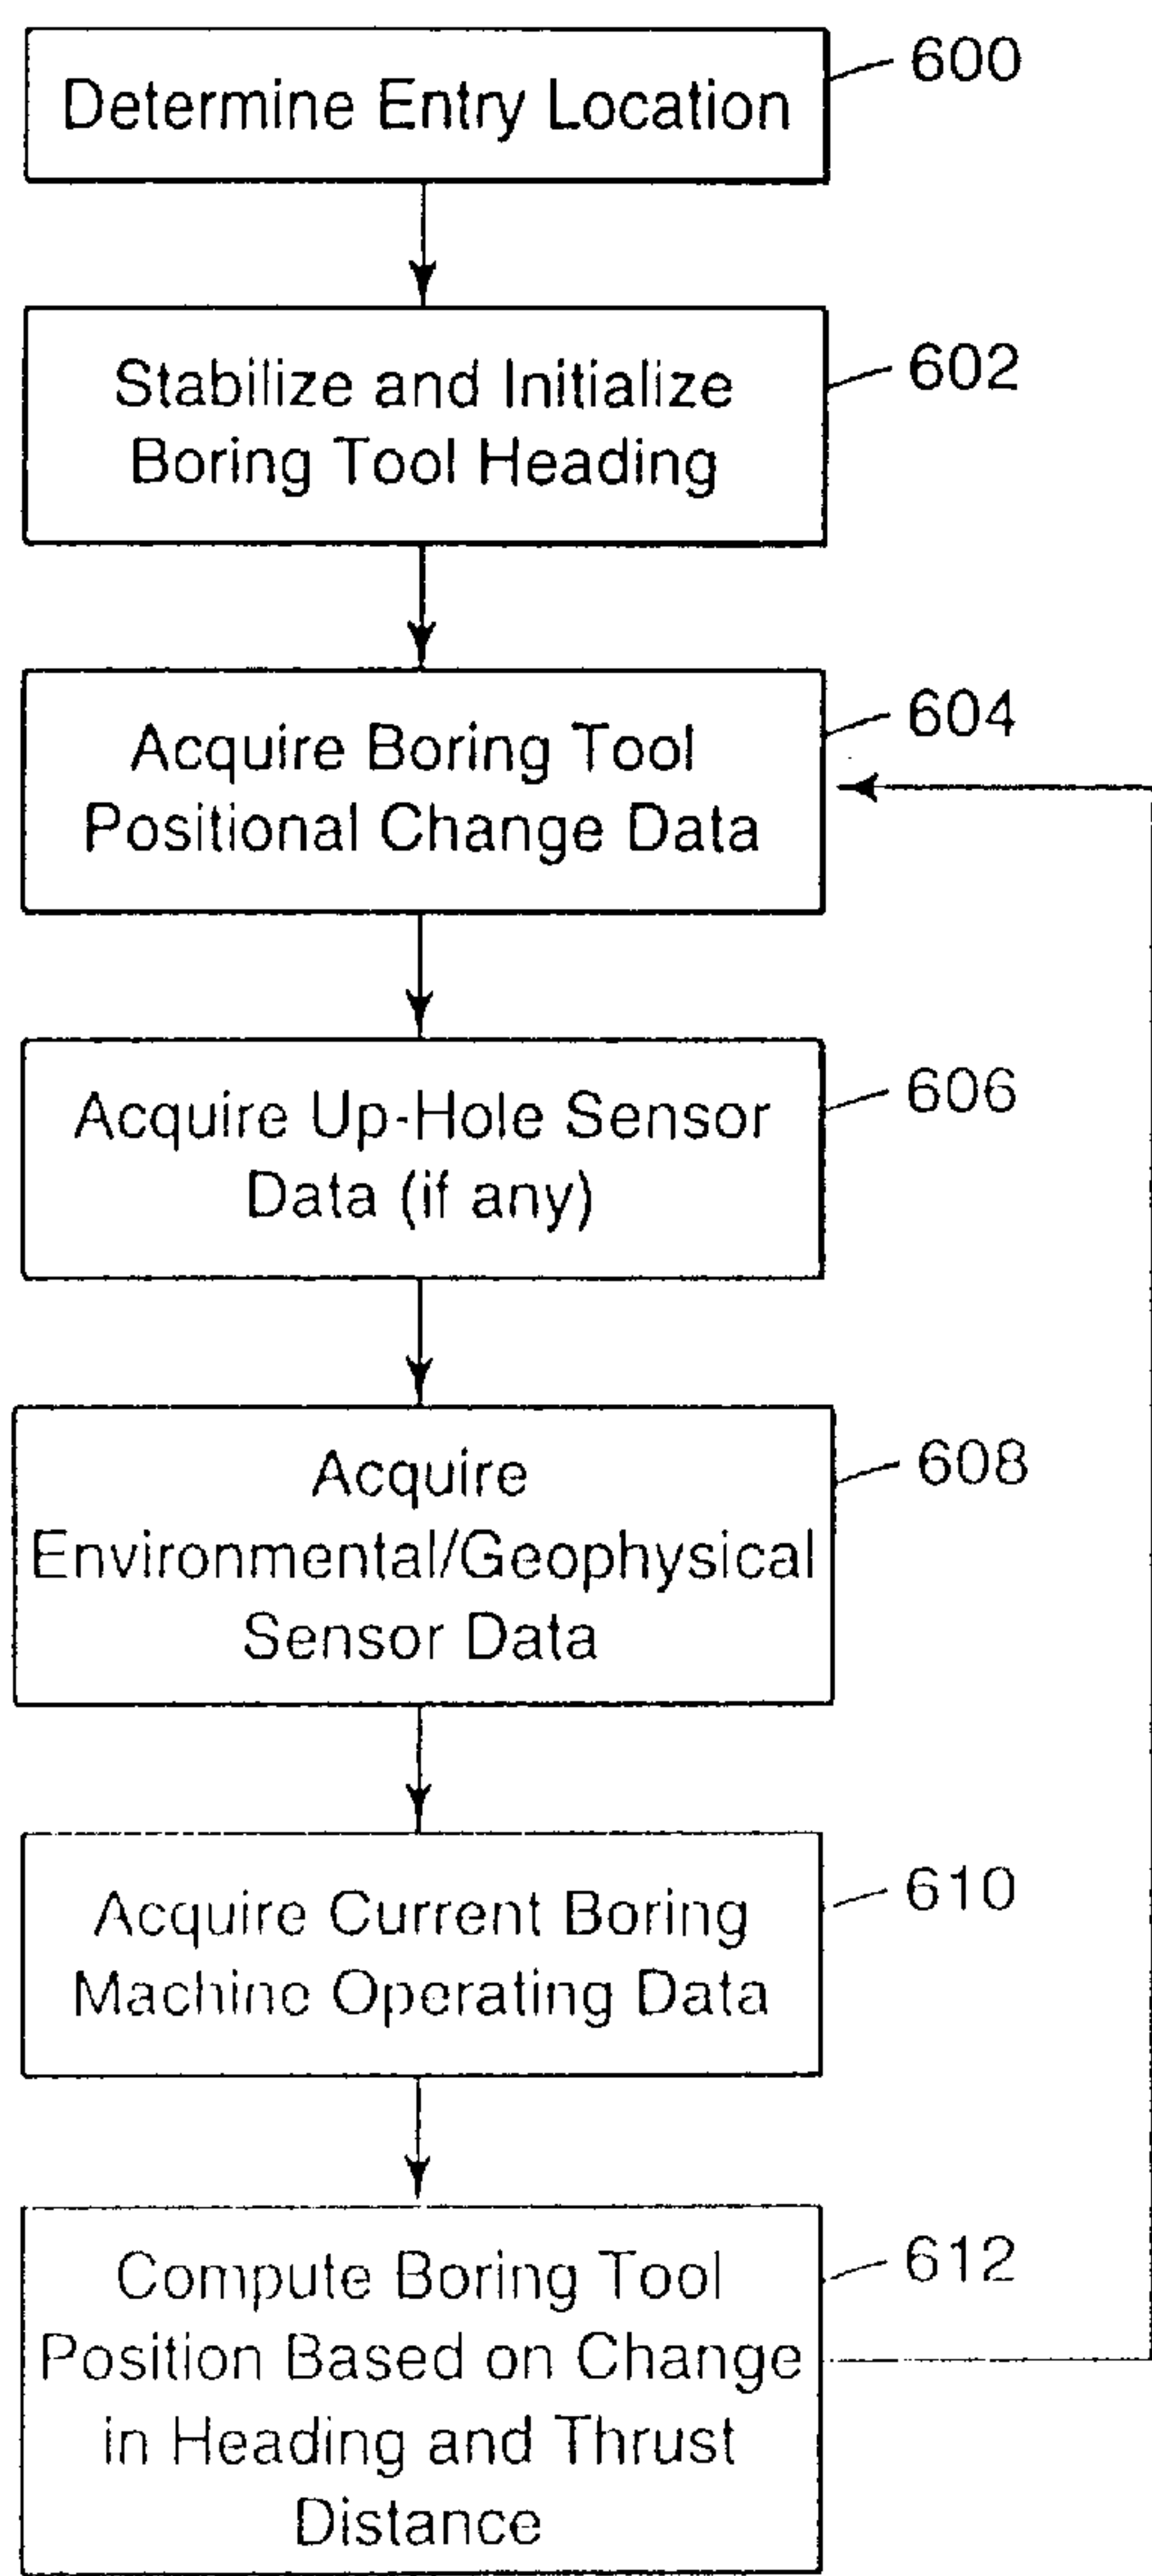 Determine Entry Location
600
Stabilize and Initialize
Boring Tool Heading
602
Acquire Boring Tool
Positional Change Data
604
Acquire Up-Hole Sensor
Data (if any)
606
Acquire
Environmental/Geophysical
Sensor Data
608
Acquire Current Boring
Machine Operating Data
610
Compute Boring Tool
Position Based on Change
in Heading and Thrust
Distance
612